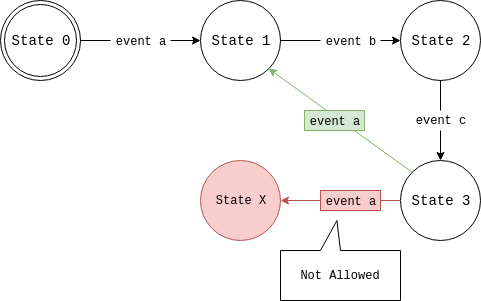 State 0
event a
State 1
event b
State 2
event a
event c
State X
event a
State 3
Not Allowed